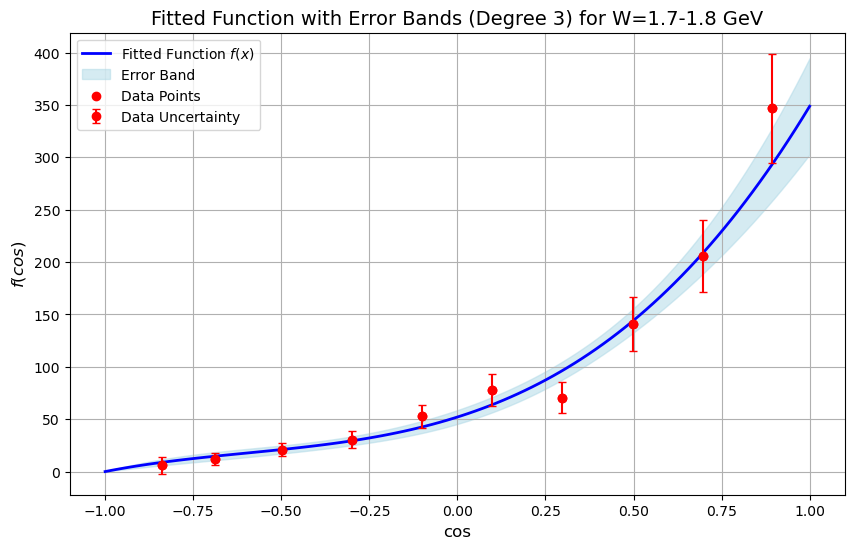 Fitted Function with Error Bands (Degree 3) for W=1.7-1.8 GeV
Fitted Function f(x)
Error Band
Data Points
Data Uncertainty
f(cos)
400
350
300
250
200
150
100
50
0
−1.00 −0.75 −0.50 −0.25 0.00 0.25 0.50 0.75 1.00
cos